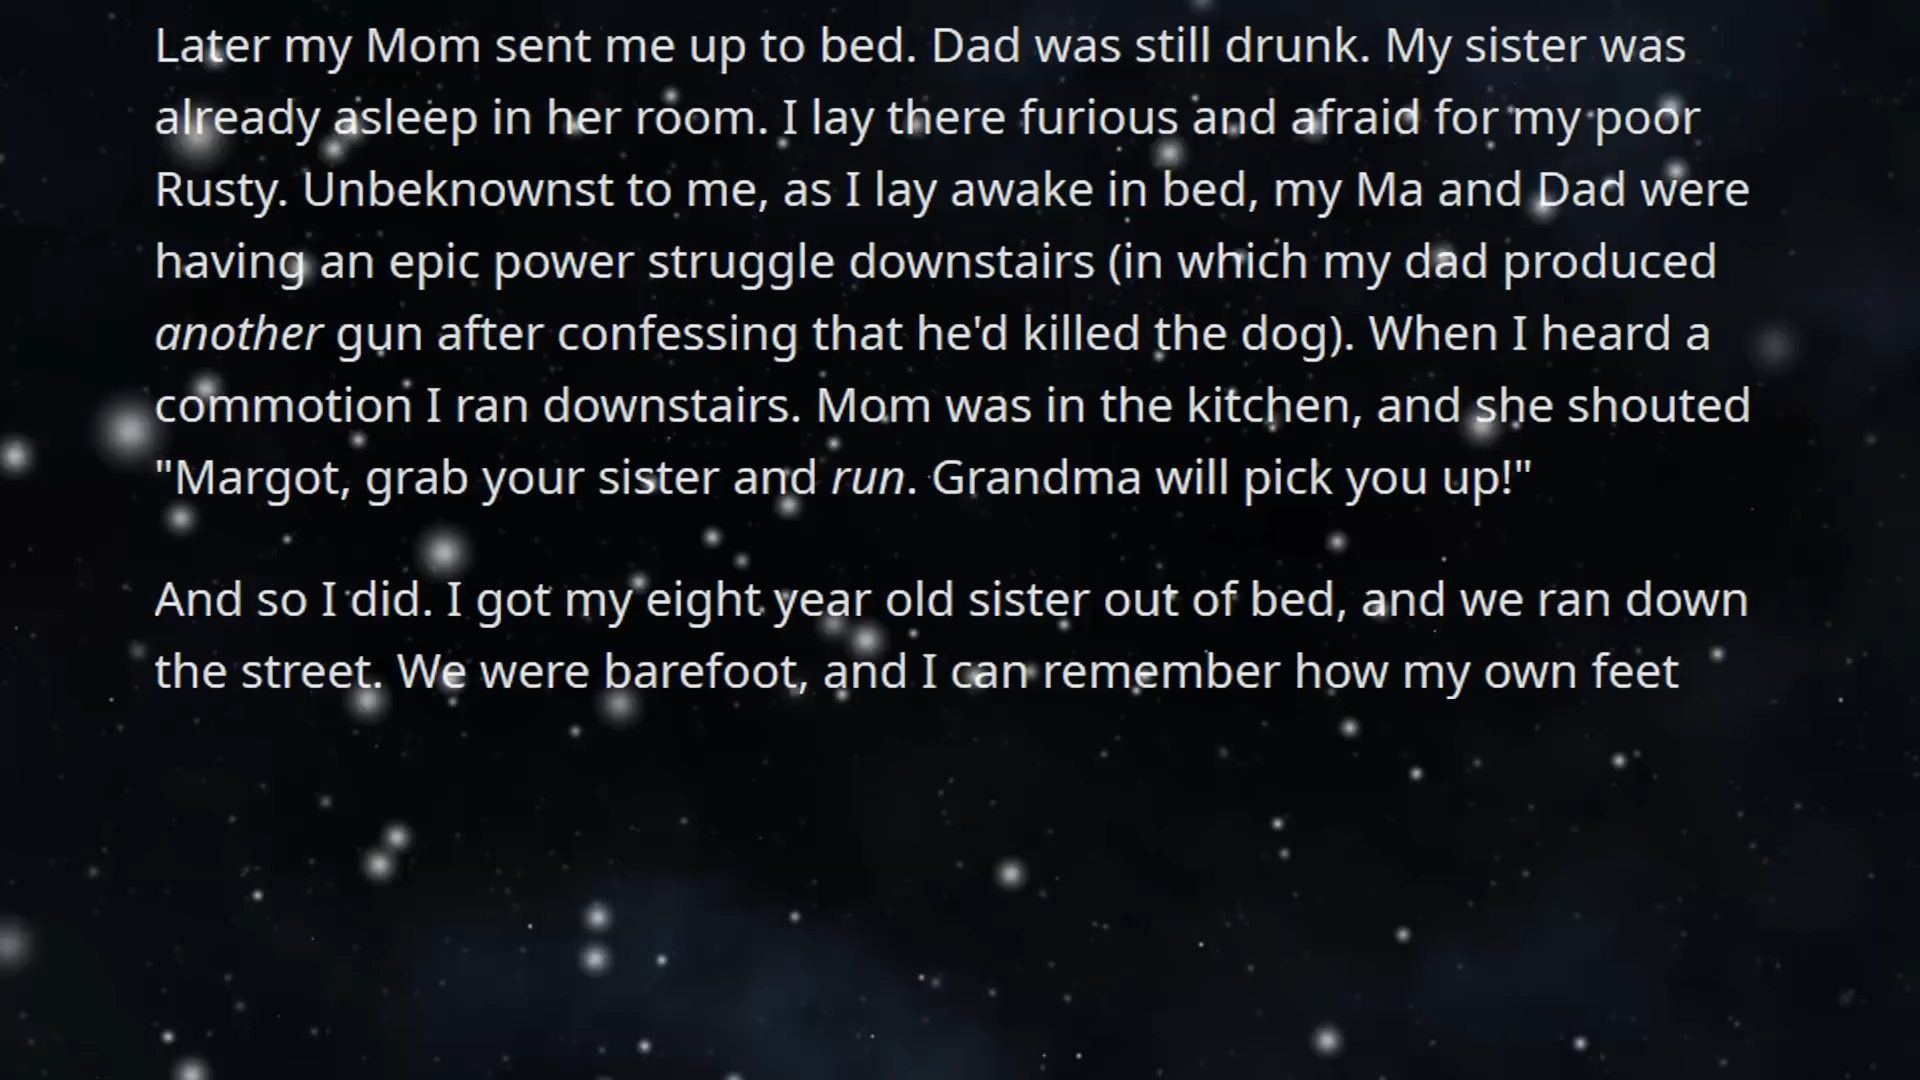 Later my Mom sent me up to bed. Dad was still drunk. My sister was
already asleep in her room. I lay there furious and afraid for my poor
Rusty. Unbeknownst to me, as I lay awake in bed, my Ma and Dad were
having an epic power struggle downstairs (in which my dad produced
another gun after confessing that he'd killed the dog). When I heard a
commotion I ran downstairs. Mom was in the kitchen, and she shouted
"Margot, grab your sister and run. Grandma will pick you up!"
And so I did. I got my eight year old sister out of bed, and we ran down
the street. We were barefoot, and I can remember how my own feet